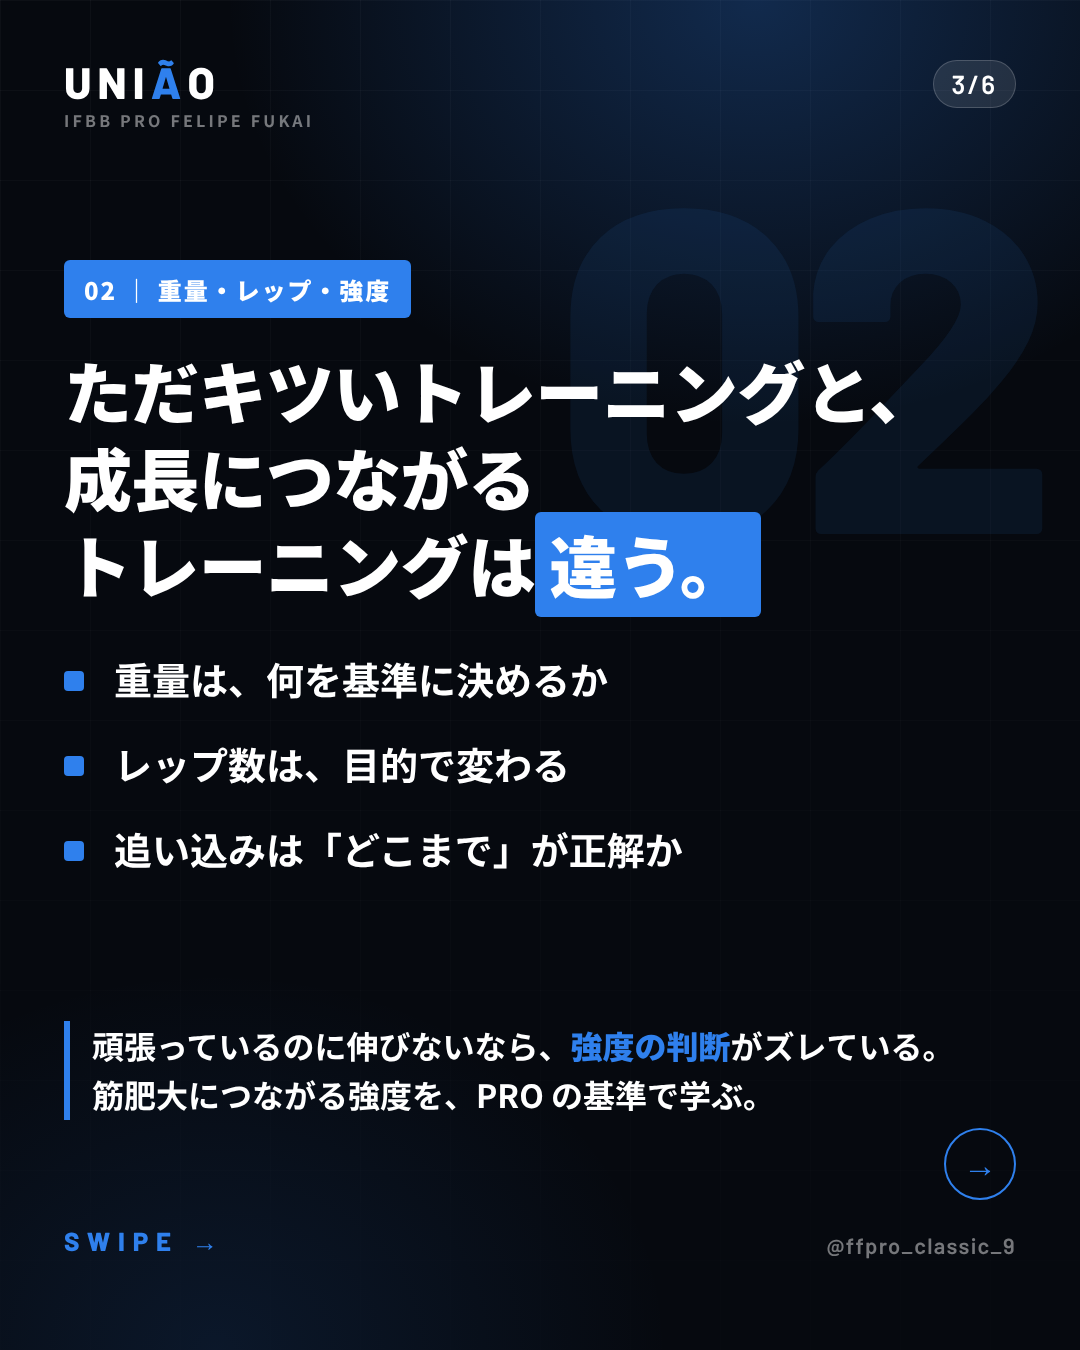 UNIÃO
IFBB PRO FELIPE FUKAI
3/6
02
02 | 重量・レップ・強度
ただキツいトレーニングと、
成長につながる
トレーニングは違う。
重量は、何を基準に決めるか
レップ数は、目的で変わる
追い込みは「どこまで」が正解か
頑張っているのに伸びないなら、強度の判断がズレている。
筋肥大につながる強度を、PRO の基準で学ぶ。
→
SWIPE →
@ffpro_classic_9